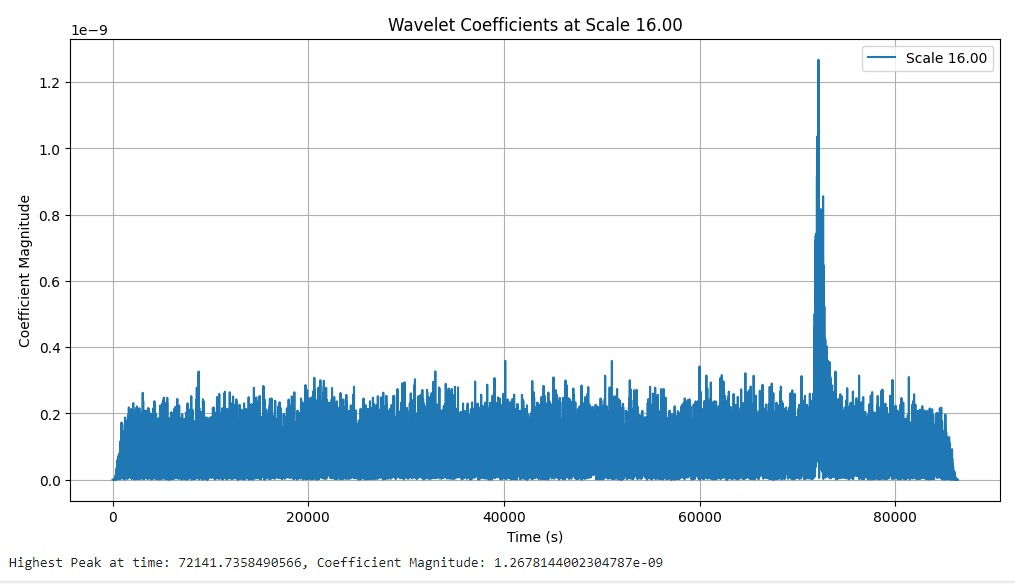 Wavelet Coefficients at Scale 16.00
1e−9
Scale 16.00
1.2
1.0
0.8
0.6
0.4
0.2
0.0
Coefficient Magnitude
0 20000 40000 60000 80000
Time (s)
Highest Peak at time: 72141.7358490566, Coefficient Magnitude: 1.2678144002304787e-09